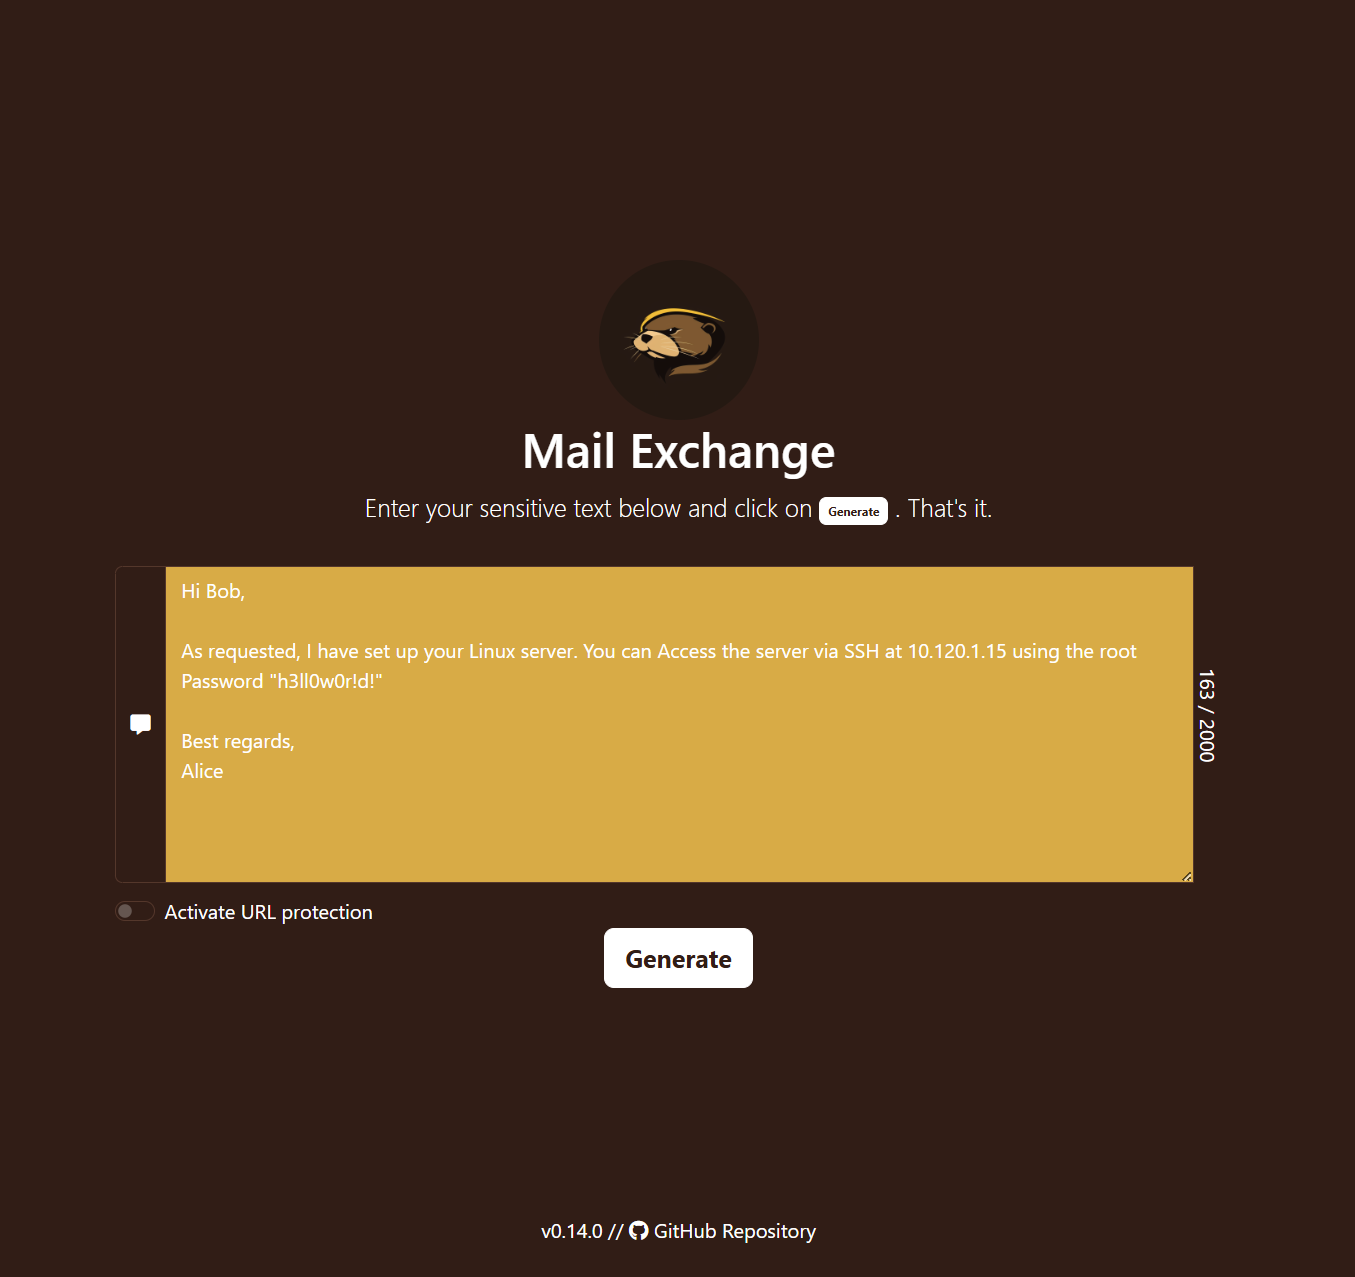 Mail Exchange
Enter your sensitive text below and click on Generate . That's it.
Hi Bob,
As requested, I have set up your Linux server. You can Access the server via SSH at 10.120.1.15 using the root
Password "h3ll0w0r!d!"
Best regards,
Alice
163 / 2000
Activate URL protection
Generate
v0.14.0 // GitHub Repository